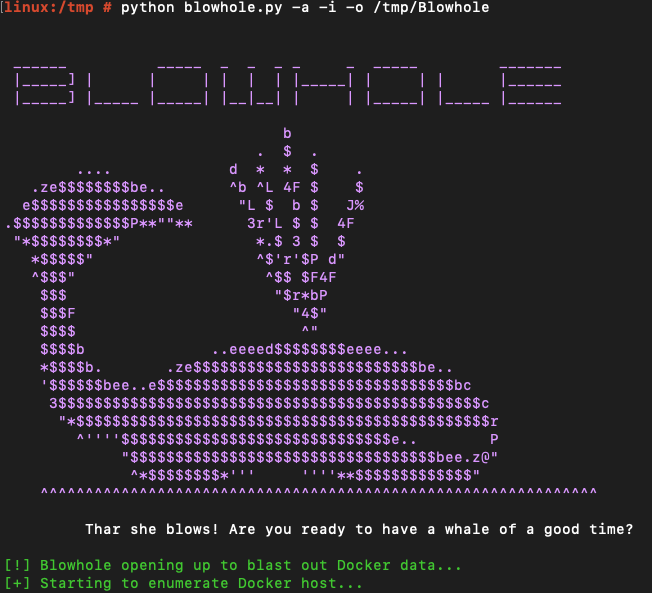 linux:/tmp # python blowhole.py -a -i -o /tmp/Blowhole
BLOWHOLE
Thar she blows! Are you ready to have a whale of a good time?
[!] Blowhole opening up to blast out Docker data...
[+] Starting to enumerate Docker host...